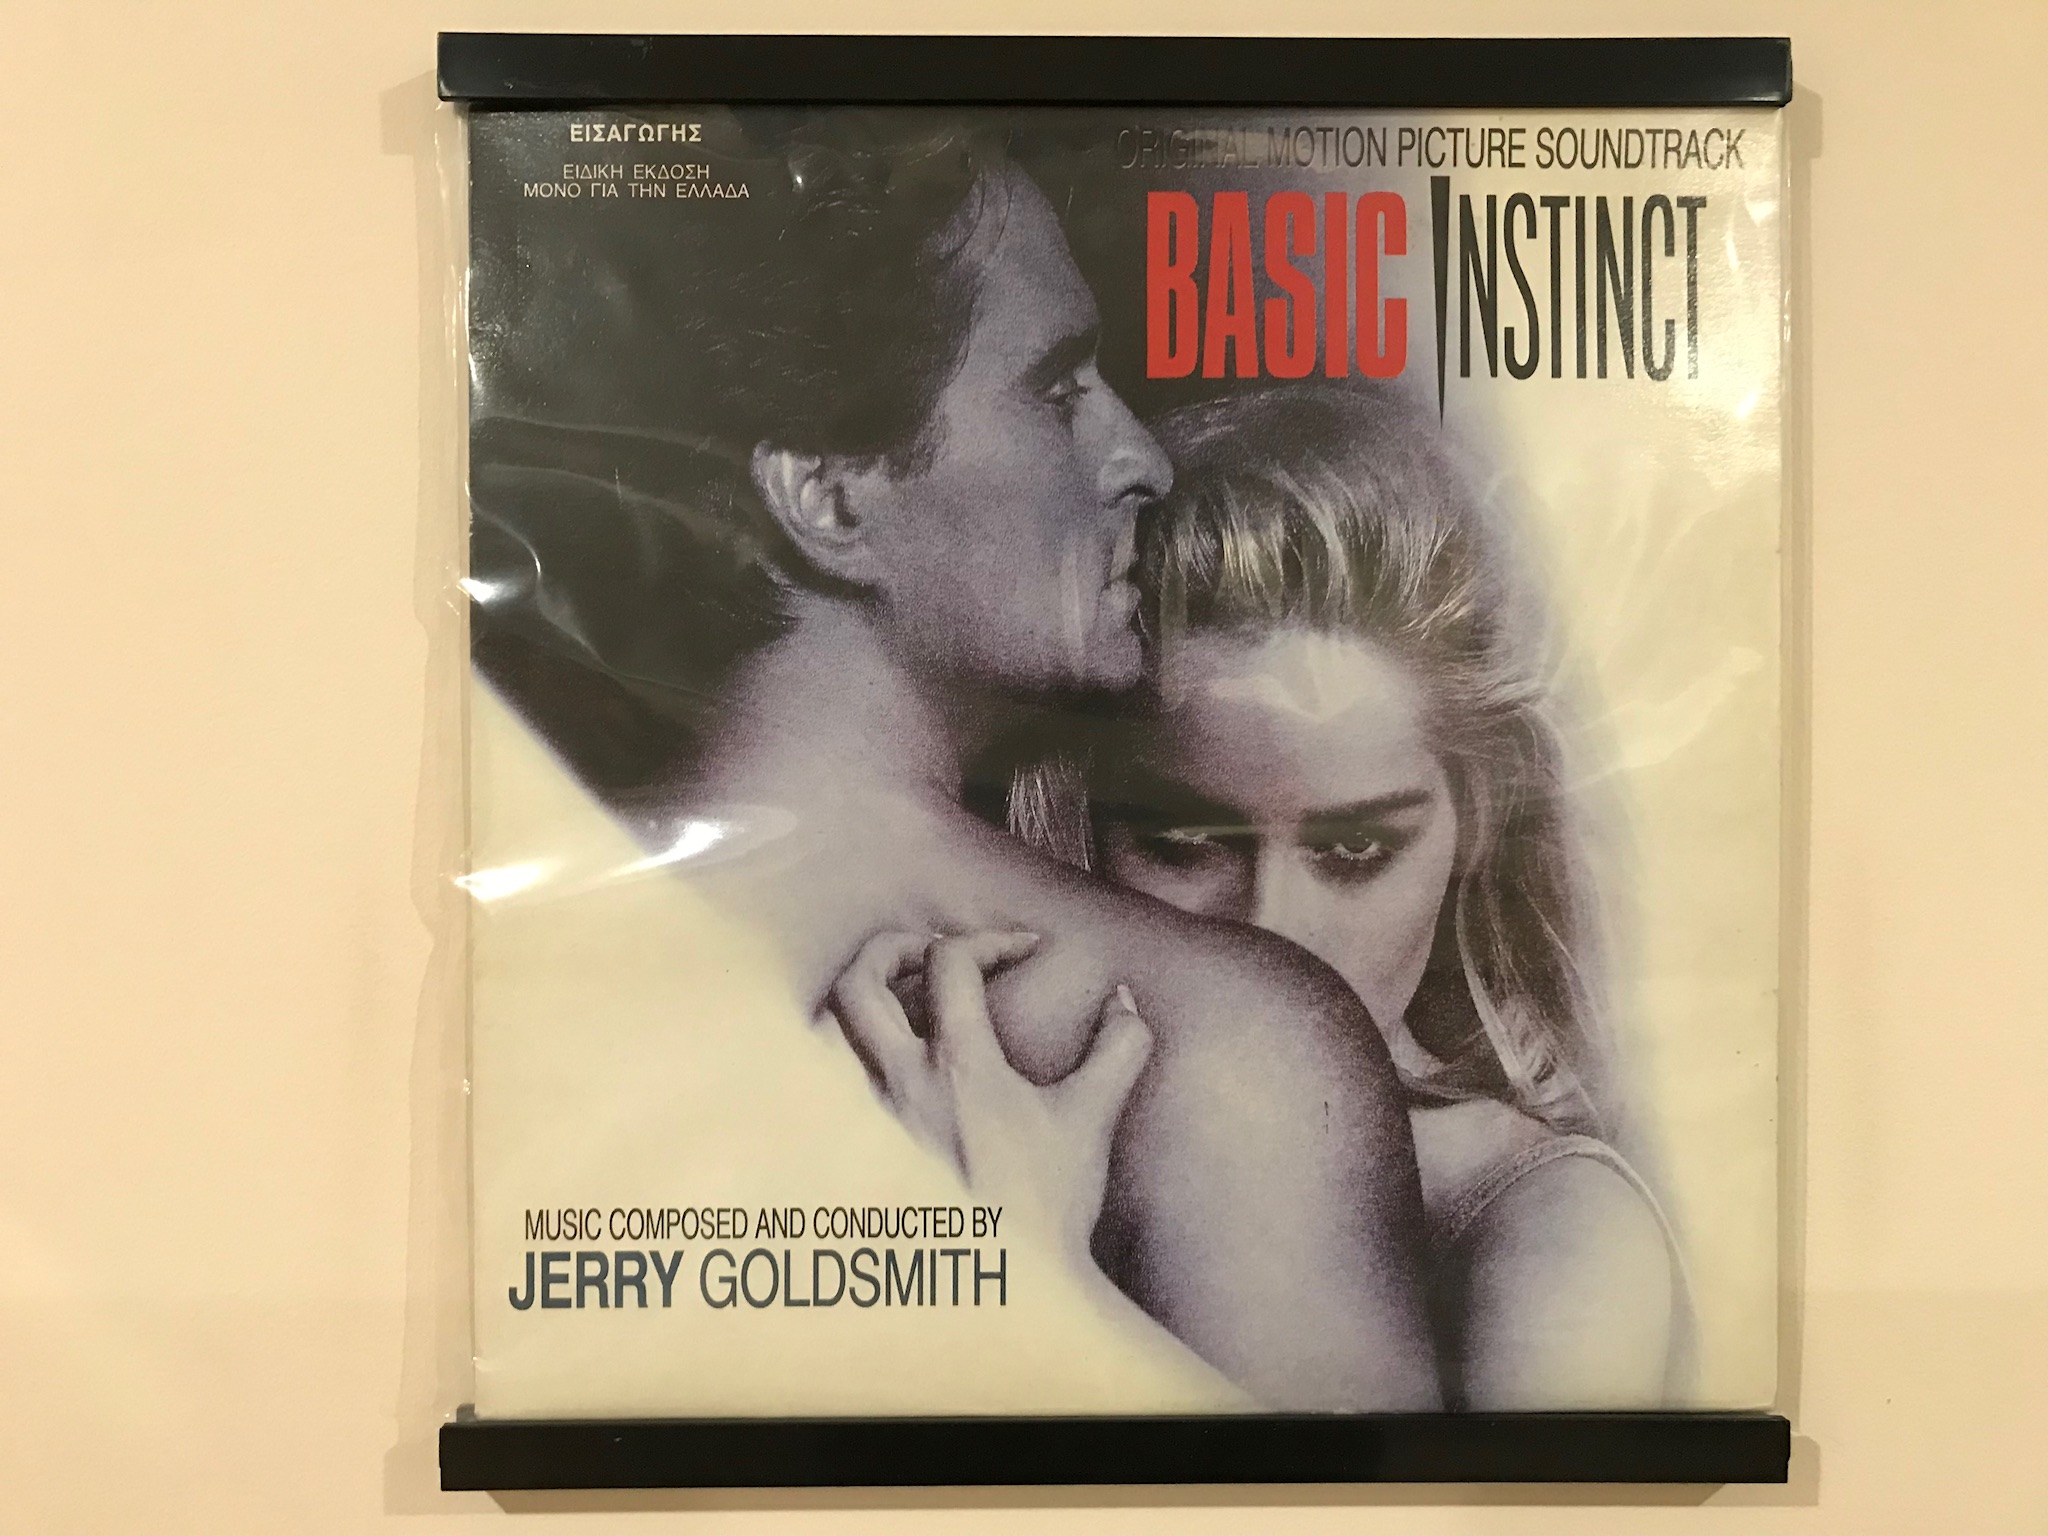 ΕΙΣΑΓΩΓΗΣ
ΕΙΔΙΚΗ ΕΚΔΟΣΗ
ΜΟΝΟ ΓΙΑ ΤΗΝ ΕΛΛΑΔΑ
ORIGINAL MOTION PICTURE SOUNDTRACK
BASIC INSTINCT
MUSIC COMPOSED AND CONDUCTED BY
JERRY GOLDSMITH